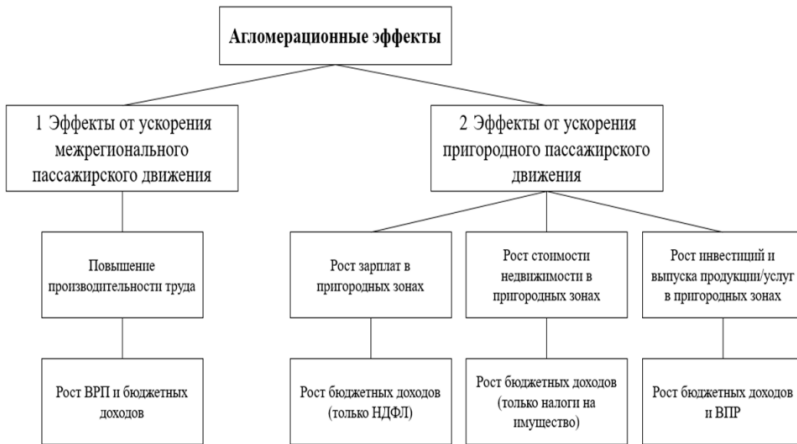 Агломерационные эффекты
1 Эффекты от ускорения
межрегионального
пассажирского движения
2 Эффекты от ускорения
пригородного пассажирского
движения
Повышение
производительности труда
Рост зарплат в
пригородных зонах
Рост стоимости
недвижимости в
пригородных зонах
Рост инвестиций и
выпуска продукции/услуг
в пригородных зонах
Рост ВРП и бюджетных
доходов
Рост бюджетных доходов
(только НДФЛ)
Рост бюджетных доходов
(только налоги на
имущество)
Рост бюджетных доходов
и ВПР